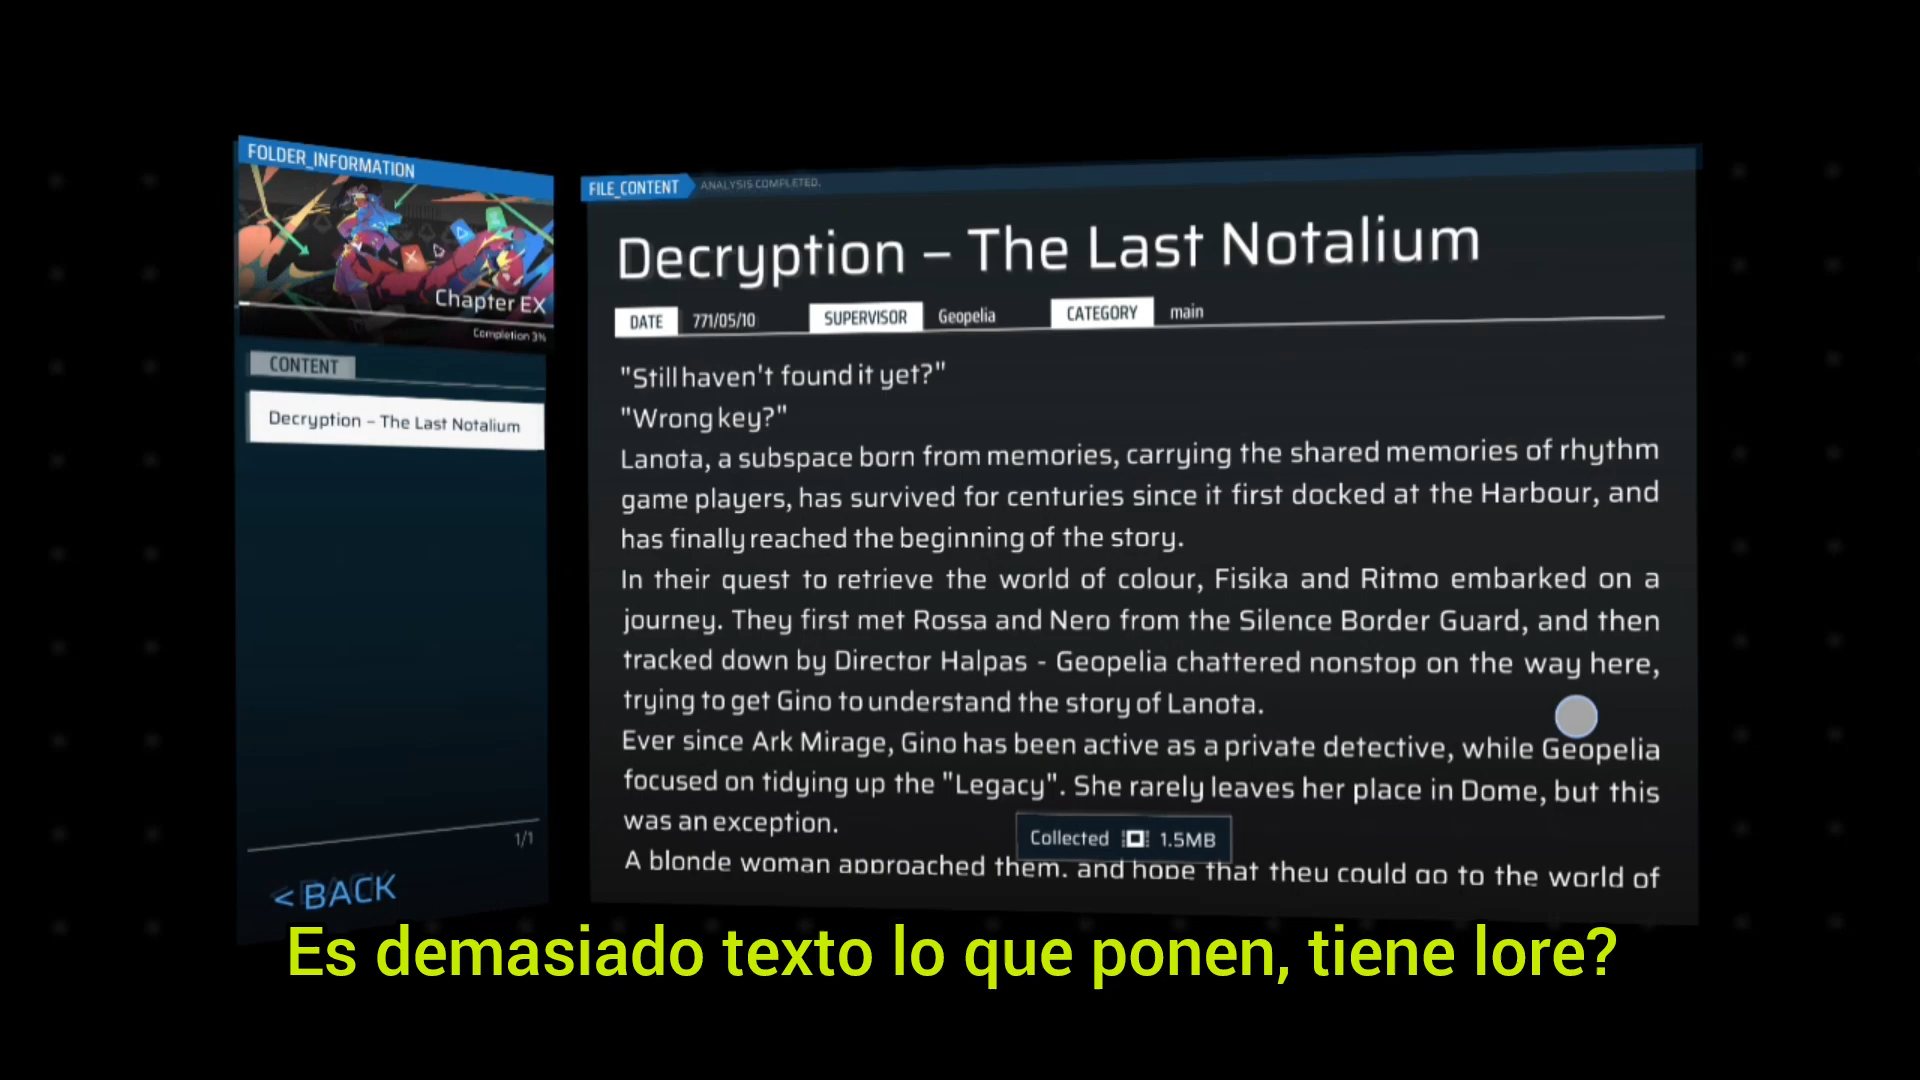 FOLDER_INFORMATION
Chapter EX
Completion 3%
CONTENT
Decryption – The Last Notalium
1/1
< BACK
FILE_CONTENT
ANALYSIS COMPLETED.
Decryption – The Last Notalium
DATE 771/05/10 SUPERVISOR Geopelia CATEGORY main
"Still haven't found it yet?"
"Wrong key?"
Lanota, a subspace born from memories, carrying the shared memories of rhythm
game players, has survived for centuries since it first docked at the Harbour, and
has finally reached the beginning of the story.
In their quest to retrieve the world of colour, Fisika and Ritmo embarked on a
journey. They first met Rossa and Nero from the Silence Border Guard, and then
tracked down by Director Halpas - Geopelia chattered nonstop on the way here,
trying to get Gino to understand the story of Lanota.
Ever since Ark Mirage, Gino has been active as a private detective, while Geopelia
focused on tidying up the "Legacy". She rarely leaves her place in Dome, but this
was an exception.
Collected 1.5MB
A blonde woman approached them, and hope that they could go to the world of
Es demasiado texto lo que ponen, tiene lore?